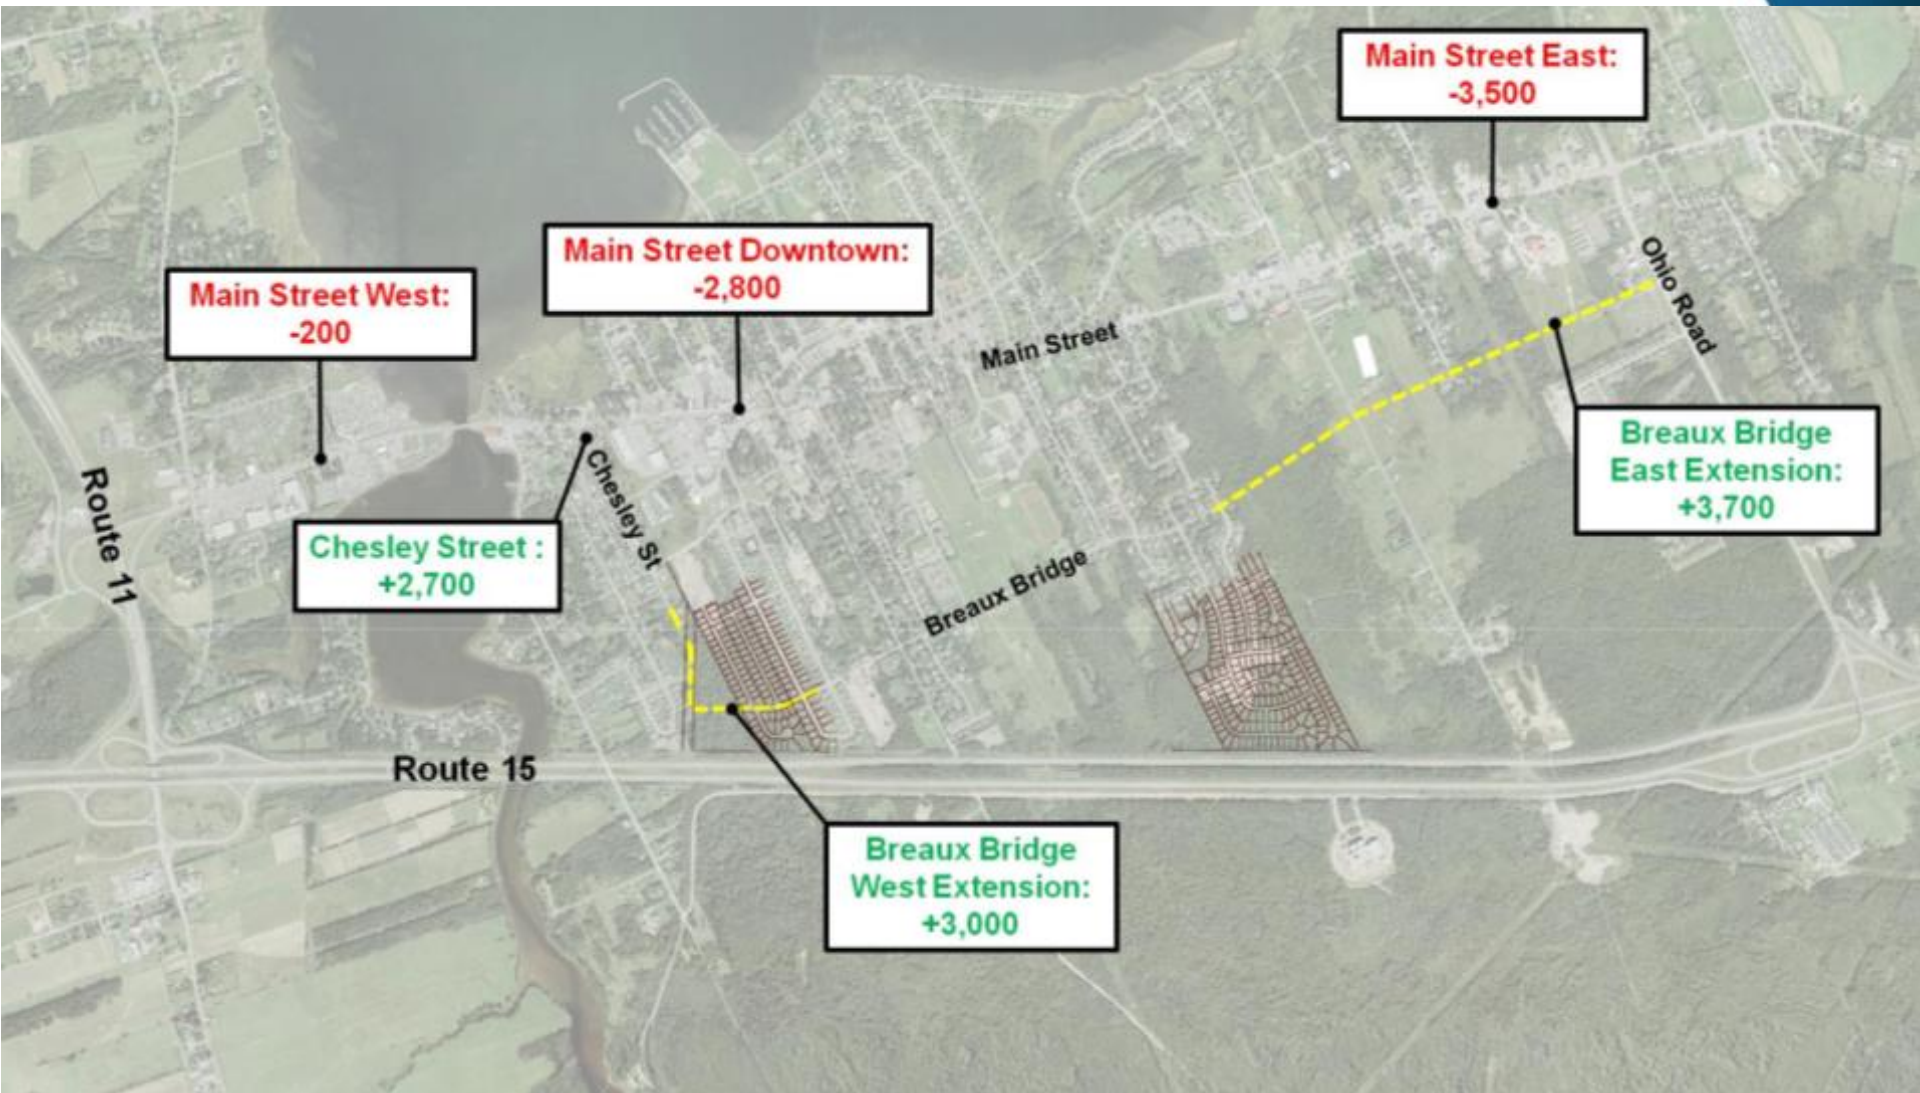 Main Street East:
-3,500
Main Street Downtown:
-2,800
Main Street West:
-200
Ohio Road
Main Street
Breaux Bridge
East Extension:
+3,700
Chesley St
Route 11
Chesley Street :
+2,700
Breaux Bridge
Route 15
Breaux Bridge
West Extension:
+3,000